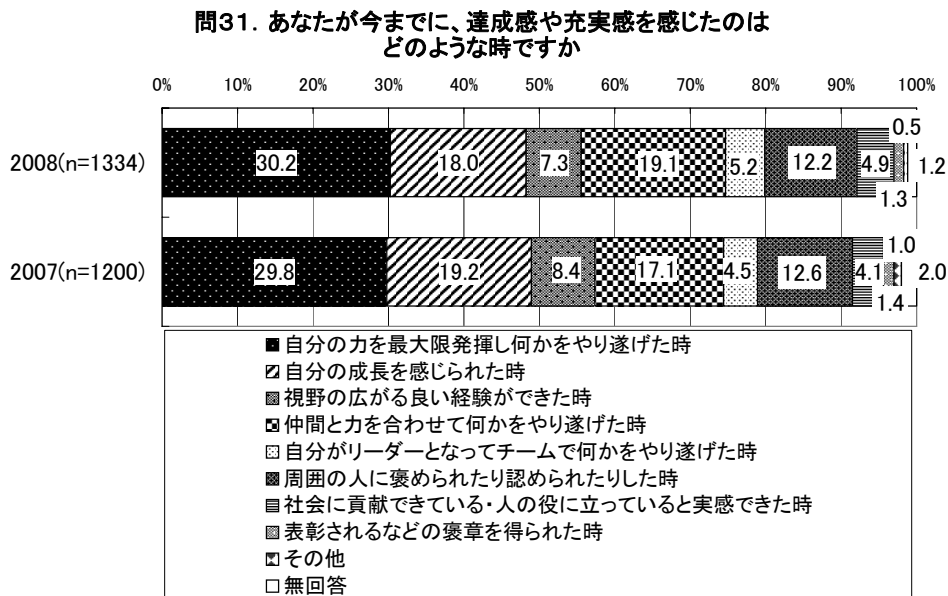 問31. あなたが今までに、達成感や充実感を感じたのは
どのような時ですか
0% 10% 20% 30% 40% 50% 60% 70% 80% 90% 100%
2008(n=1334) 30.2 18.0 7.3 19.1 5.2 12.2 4.9 1.3 0.5 1.2
2007(n=1200) 29.8 19.2 8.4 17.1 4.5 12.6 4.1 1.4 1.0 2.0
自分の力を最大限発揮し何かをやり遂げた時
自分の成長を感じられた時
視野の広がる良い経験ができた時
仲間と力を合わせて何かをやり遂げた時
自分がリーダーとなってチームで何かをやり遂げた時
周囲の人に褒められたり認められたりした時
社会に貢献できている・人の役に立っていると実感できた時
表彰されるなどの褒章を得られた時
その他
無回答